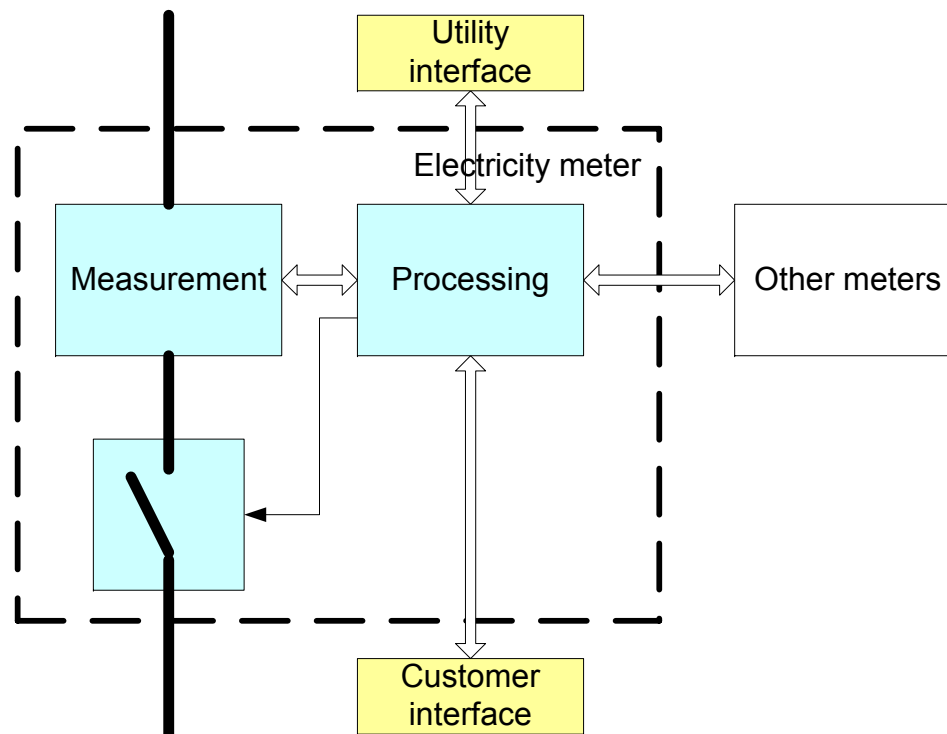 Utility
interface
Electricity meter
Measurement
Processing
Other meters
Customer
interface